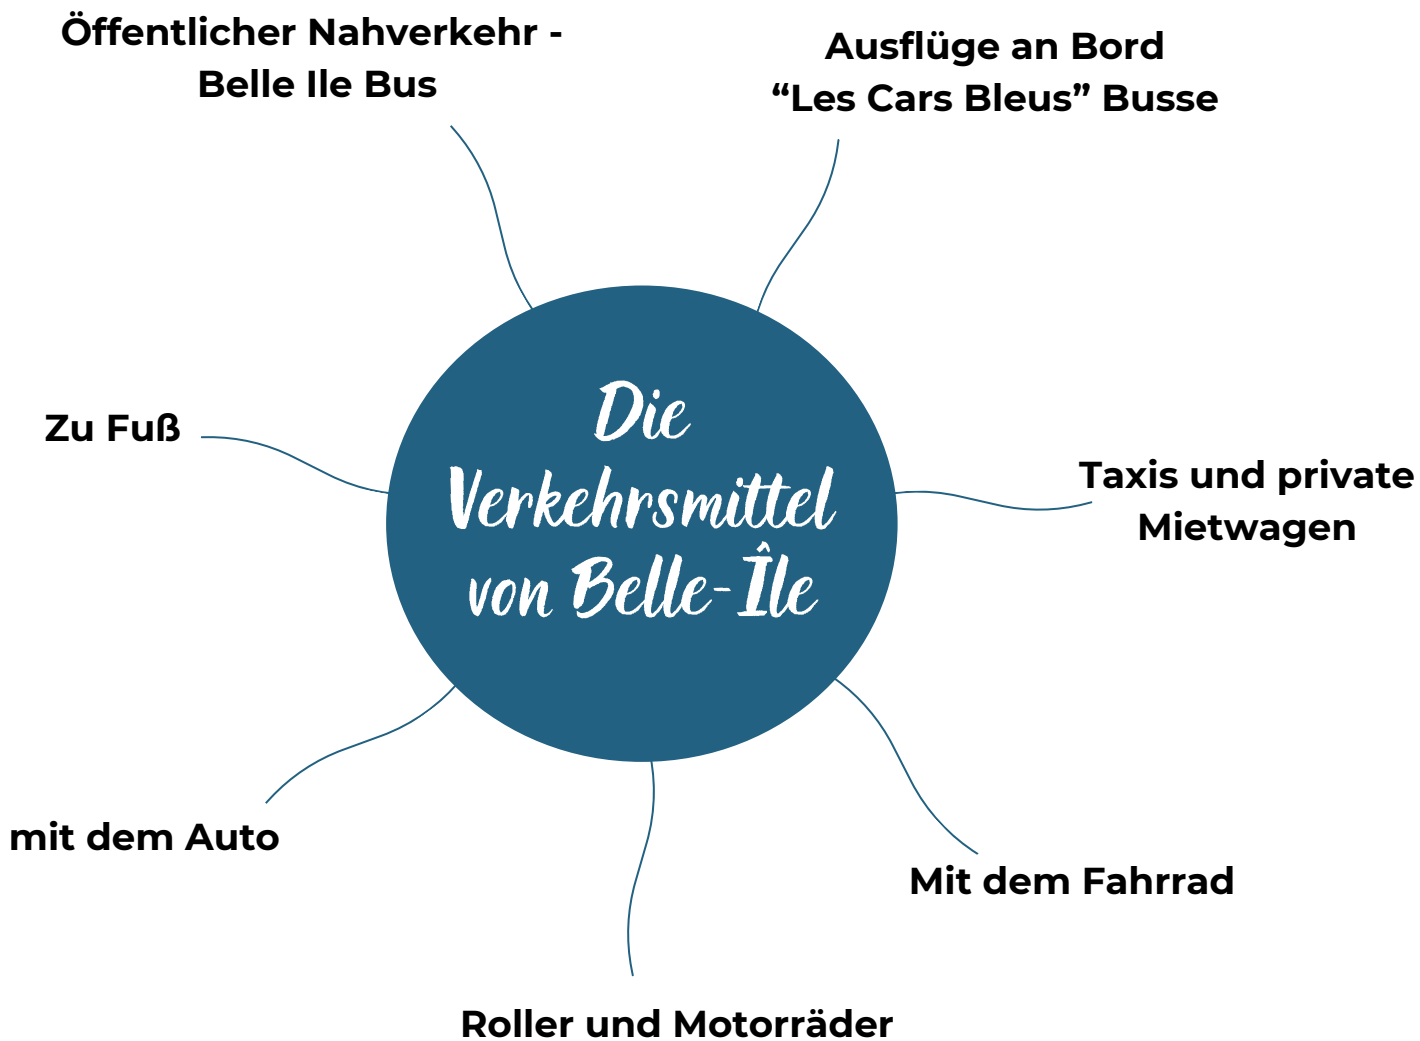 Öffentlicher Nahverkehr -
Belle Ile Bus
Ausflüge an Bord
“Les Cars Bleus” Busse
Die
Verkehrsmittel
von Belle-Île
Zu Fuß
Taxis und private
Mietwagen
mit dem Auto
Mit dem Fahrrad
Roller und Motorräder